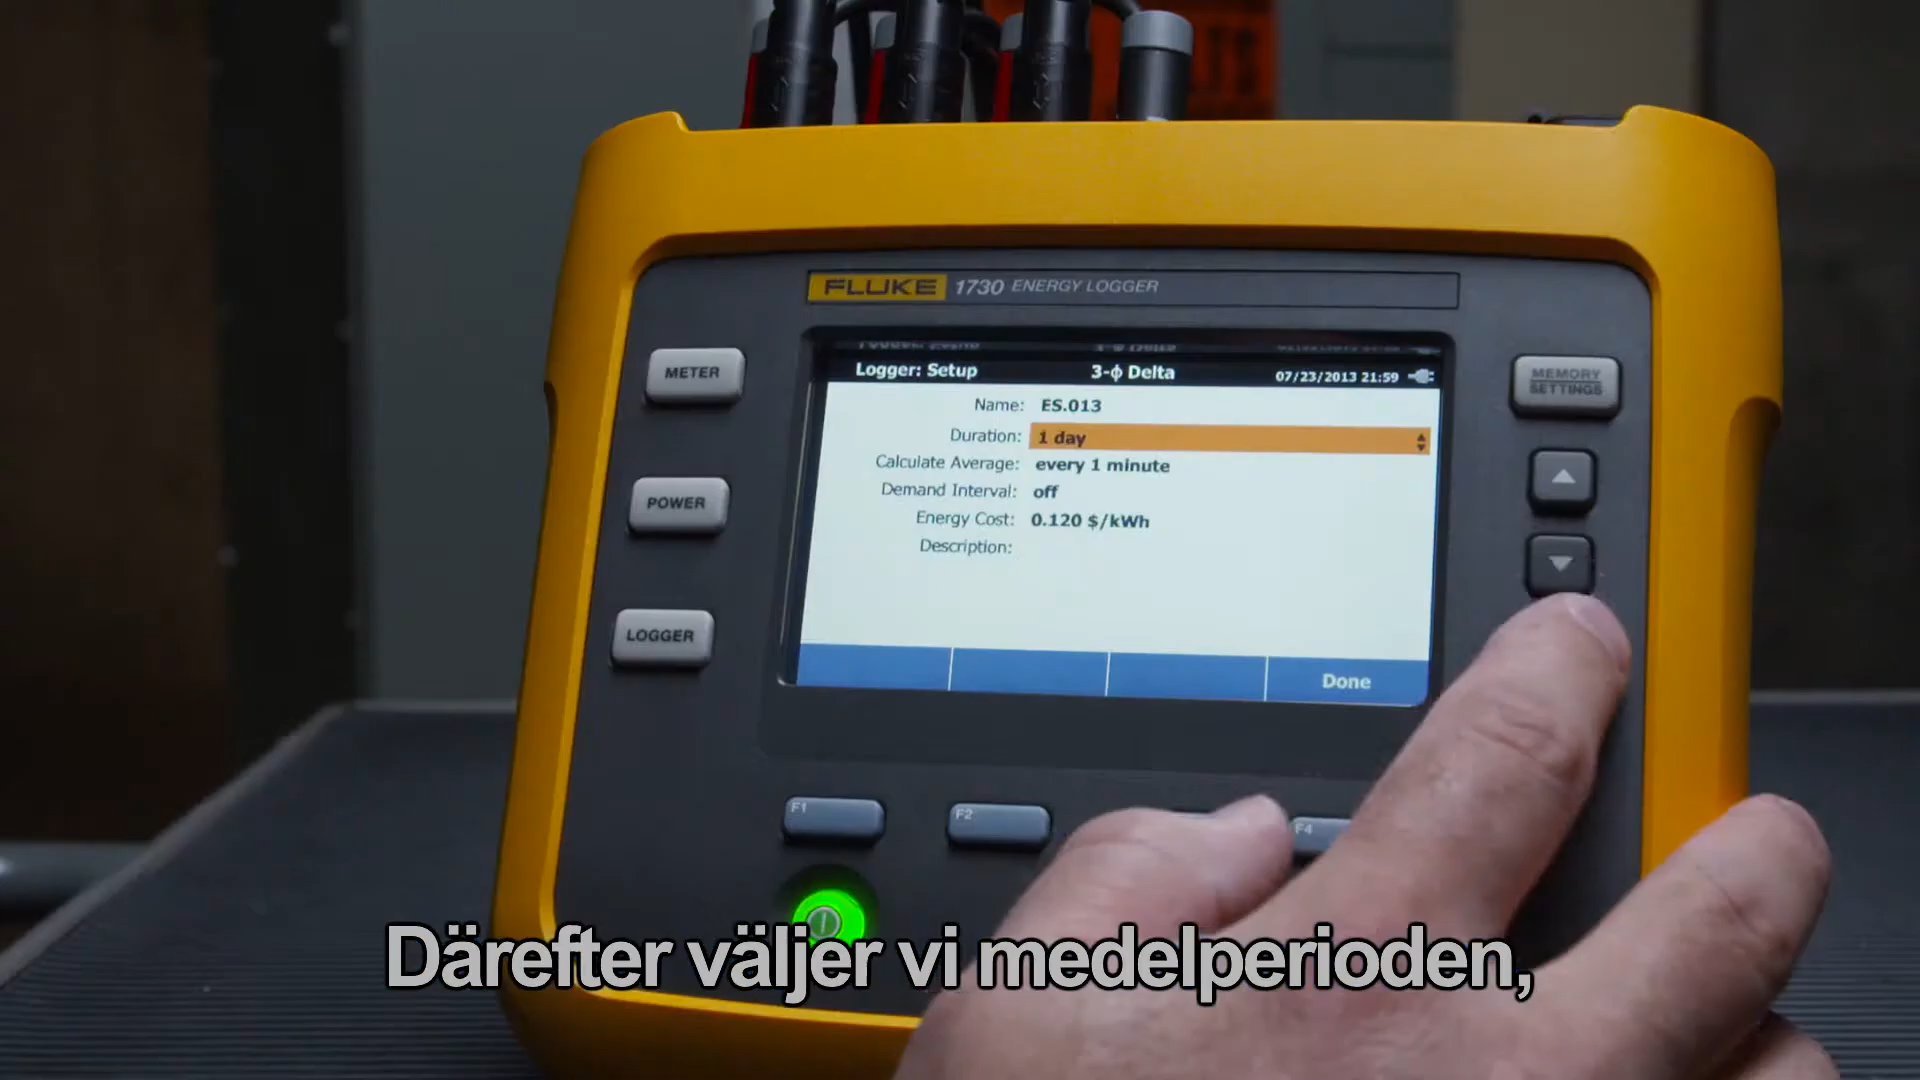 FLUKE 1730 ENERGY LOGGER
METER
POWER
LOGGER
MEMORY
SETTINGS
Logger: Setup 3-ϕ Delta 07/23/2013 21:59
Name: ES.013
Duration: 1 day
Calculate Average: every 1 minute
Demand Interval: off
Energy Cost: 0.120 $/kWh
Description:
Done
F1 F2 F4
Därefter väljer vi medelperioden,